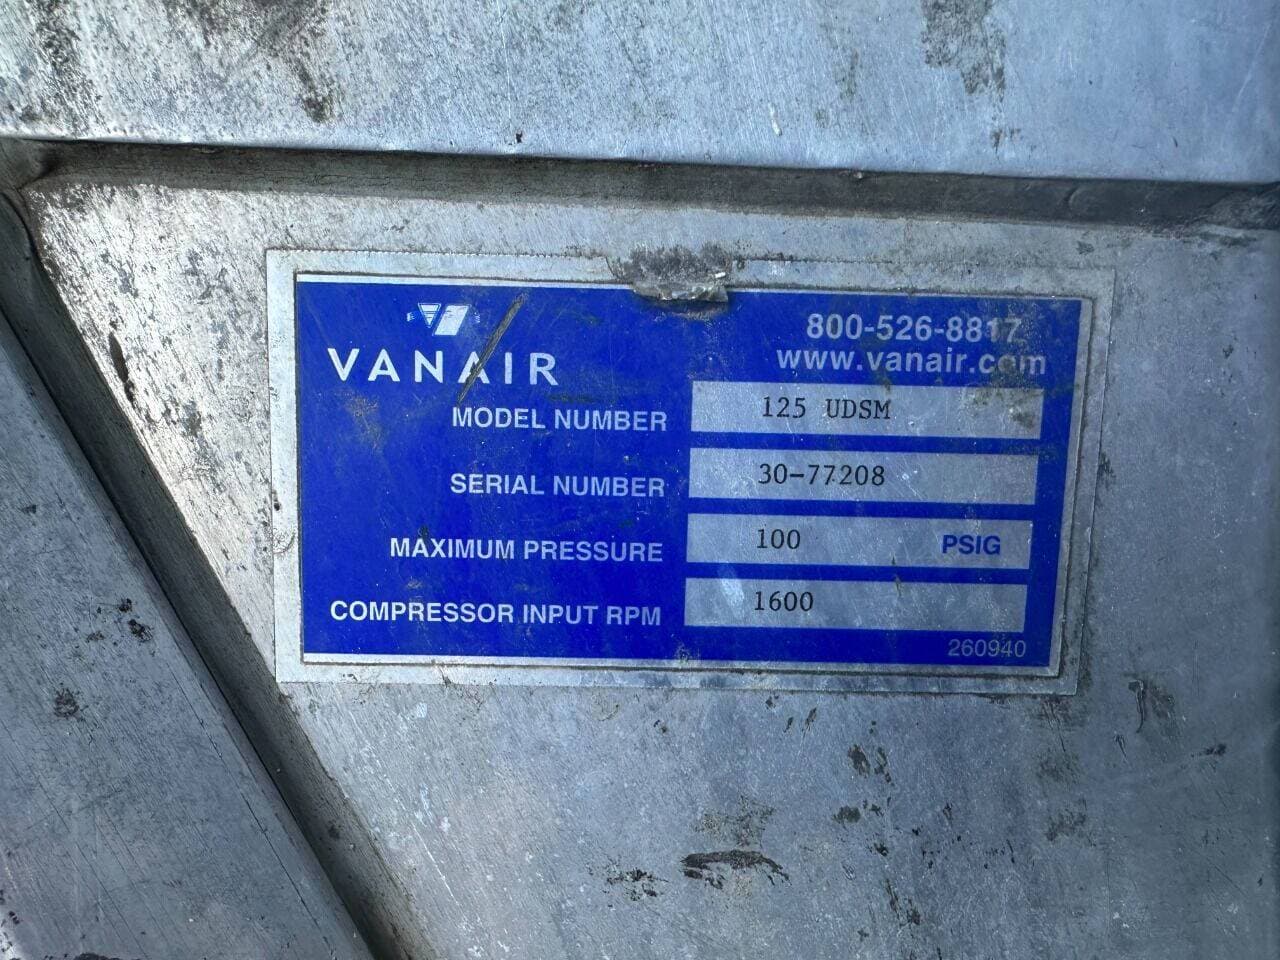 800-526-8817
www.vanair.com
VANAIR
MODEL NUMBER 125 UDSM
SERIAL NUMBER 30-77208
MAXIMUM PRESSURE 100 PSIG
COMPRESSOR INPUT RPM 1600
260940